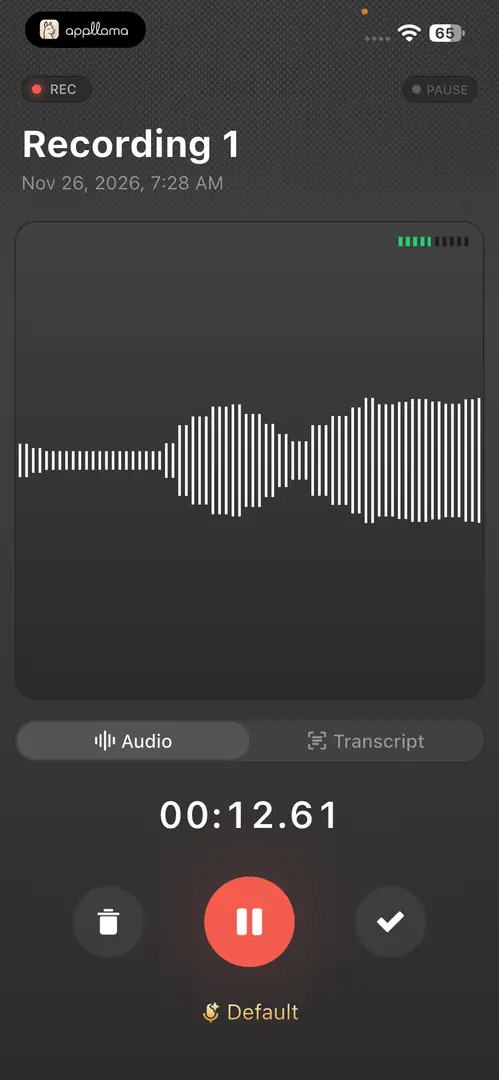 appllama
65
REC
PAUSE
Recording 1
Nov 26, 2026, 7:28 AM
Audio
Transcript
00:12.61
Default